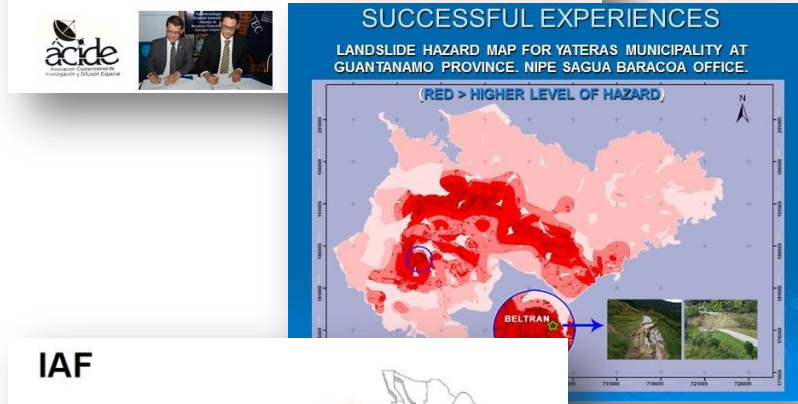 âcide
Asociación Costarricense de
Investigación y Difusión Espacial
SUCCESSFUL EXPERIENCES
LANDSLIDE HAZARD MAP FOR YATERAS MUNICIPALITY AT
GUANTANAMO PROVINCE. NIPE SAGUA BARACOA OFFICE.
(RED > HIGHER LEVEL OF HAZARD)
N
BELTRAN
711000 716000 721000 726000
IAF